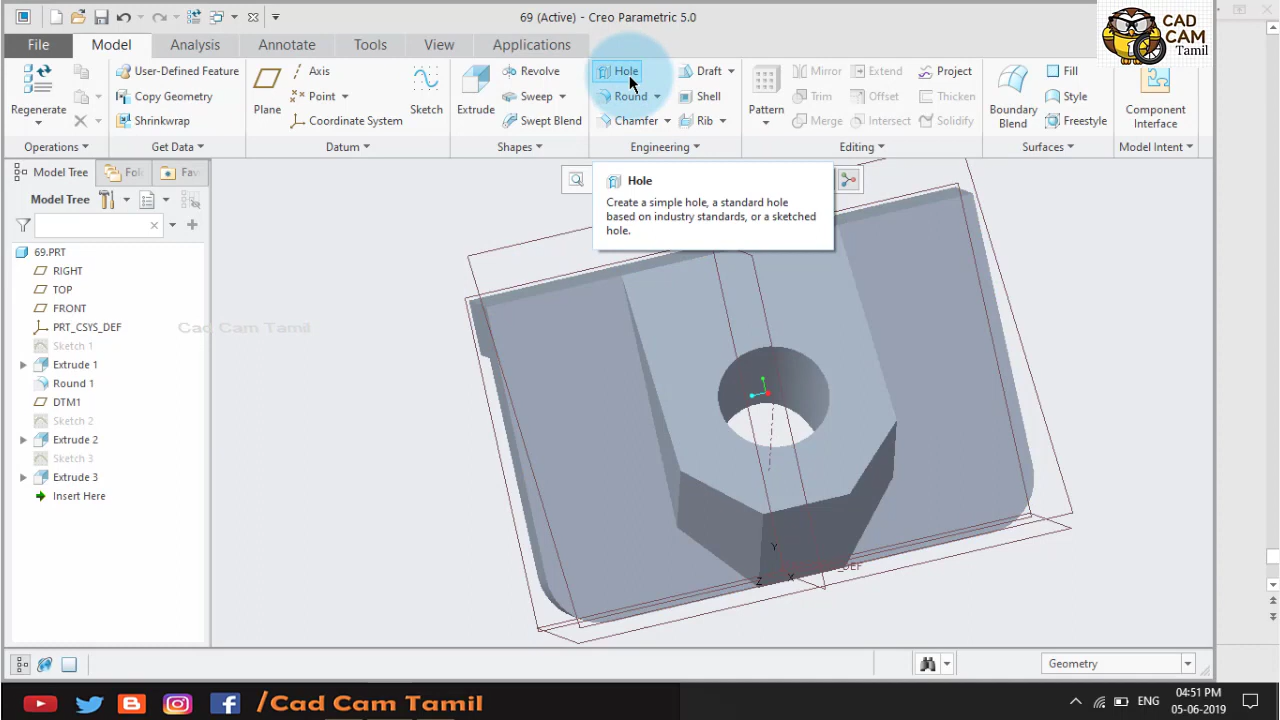 69 (Active) - Creo Parametric 5.0
CAD
CAM
Tamil
File
Model
Analysis
Annotate
Tools
View
Applications
Regenerate
User-Defined Feature
Copy Geometry
Shrinkwrap
Plane
Axis
Point
Coordinate System
Sketch
Extrude
Revolve
Sweep
Swept Blend
Hole
Round
Chamfer
Draft
Shell
Rib
Pattern
Mirror
Extend
Project
Trim
Offset
Thicken
Merge
Intersect
Solidify
Boundary
Blend
Fill
Style
Freestyle
Component
Interface
Operations
Get Data
Datum
Shapes
Engineering
Editing
Surfaces
Model Intent
Model Tree
Fol
Fav
Model Tree
Hole
Create a simple hole, a standard hole
based on industry standards, or a sketched
hole.
69.PRT
RIGHT
TOP
FRONT
PRT_CSYS_DEF
Cad Cam Tamil
Sketch 1
Extrude 1
Round 1
DTM1
Sketch 2
Extrude 2
Sketch 3
Extrude 3
Insert Here
Y
Z
X
Geometry
/Cad Cam Tamil
ENG
04:51 PM
05-06-2019